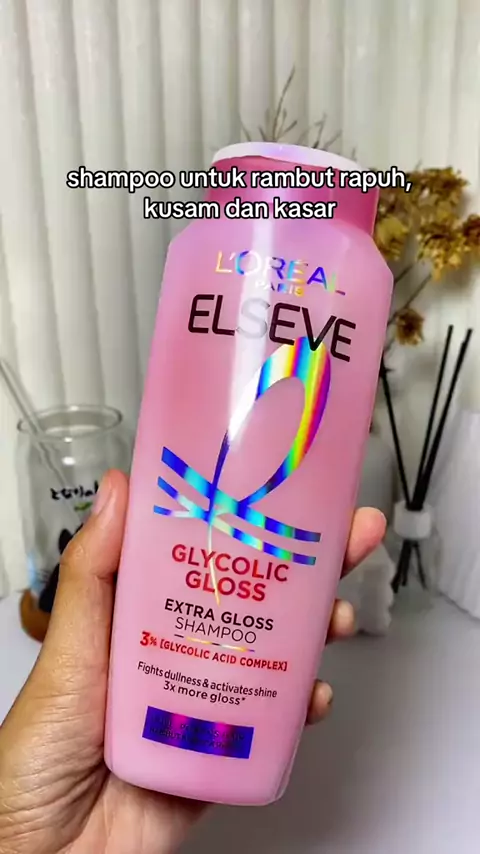 shampoo untuk rambut rapuh,
kusam dan kasar
L'ORÉAL
PARIS
ELSEVE
GLYCOLIC
GLOSS
EXTRA GLOSS
SHAMPOO
3% [GLYCOLIC ACID COMPLEX]
Fights dullness & activates shine
3x more gloss*